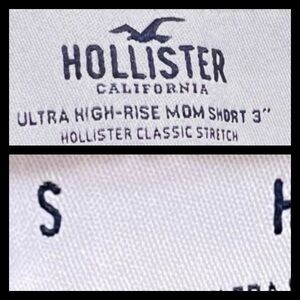 HOLLISTER
CALIFORNIA
ULTRA HIGH-RISE MOM SHORT 3"
HOLLISTER CLASSIC STRETCH
S H